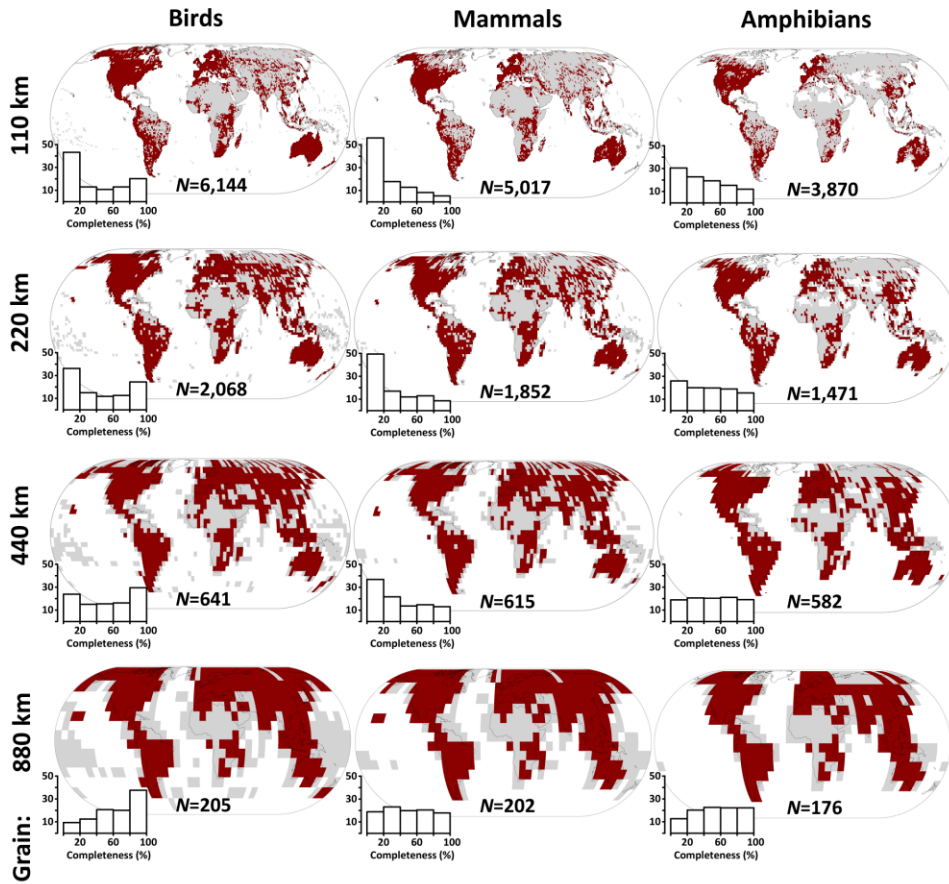 Birds Mammals Amphibians
110 km
50
30
10
20 60 100
Completeness (%)
N=6,144
50
30
10
20 60 100
Completeness (%)
N=5,017
50
30
10
20 60 100
Completeness (%)
N=3,870
220 km
50
30
10
20 60 100
Completeness (%)
N=2,068
50
30
10
20 60 100
Completeness (%)
N=1,852
50
30
10
20 60 100
Completeness (%)
N=1,471
440 km
50
30
10
20 60 100
Completeness (%)
N=641
50
30
10
20 60 100
Completeness (%)
N=615
50
30
10
20 60 100
Completeness (%)
N=582
Grain: 880 km
50
30
10
20 60 100
Completeness (%)
N=205
50
30
10
20 60 100
Completeness (%)
N=202
50
30
10
20 60 100
Completeness (%)
N=176